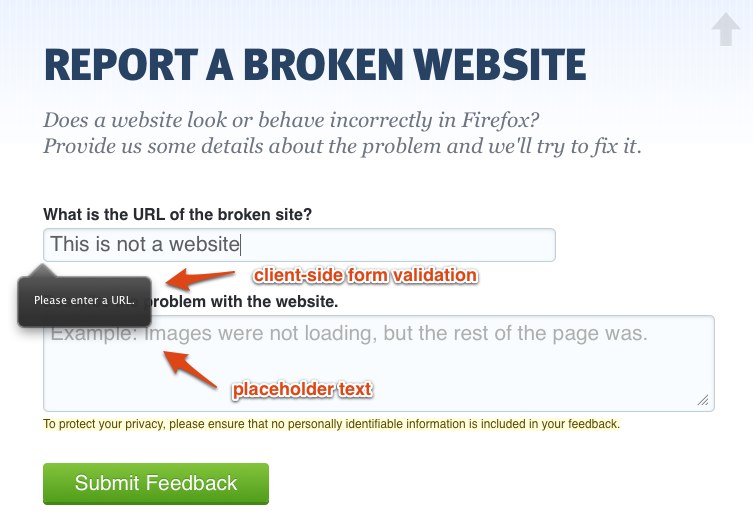 REPORT A BROKEN WEBSITE
Does a website look or behave incorrectly in Firefox?
Provide us some details about the problem and we'll try to fix it.
What is the URL of the broken site?
This is not a website
client-side form validation
Please enter a URL.
problem with the website.
Example: Images were not loading, but the rest of the page was.
placeholder text
To protect your privacy, please ensure that no personally identifiable information is included in your feedback.
Submit Feedback